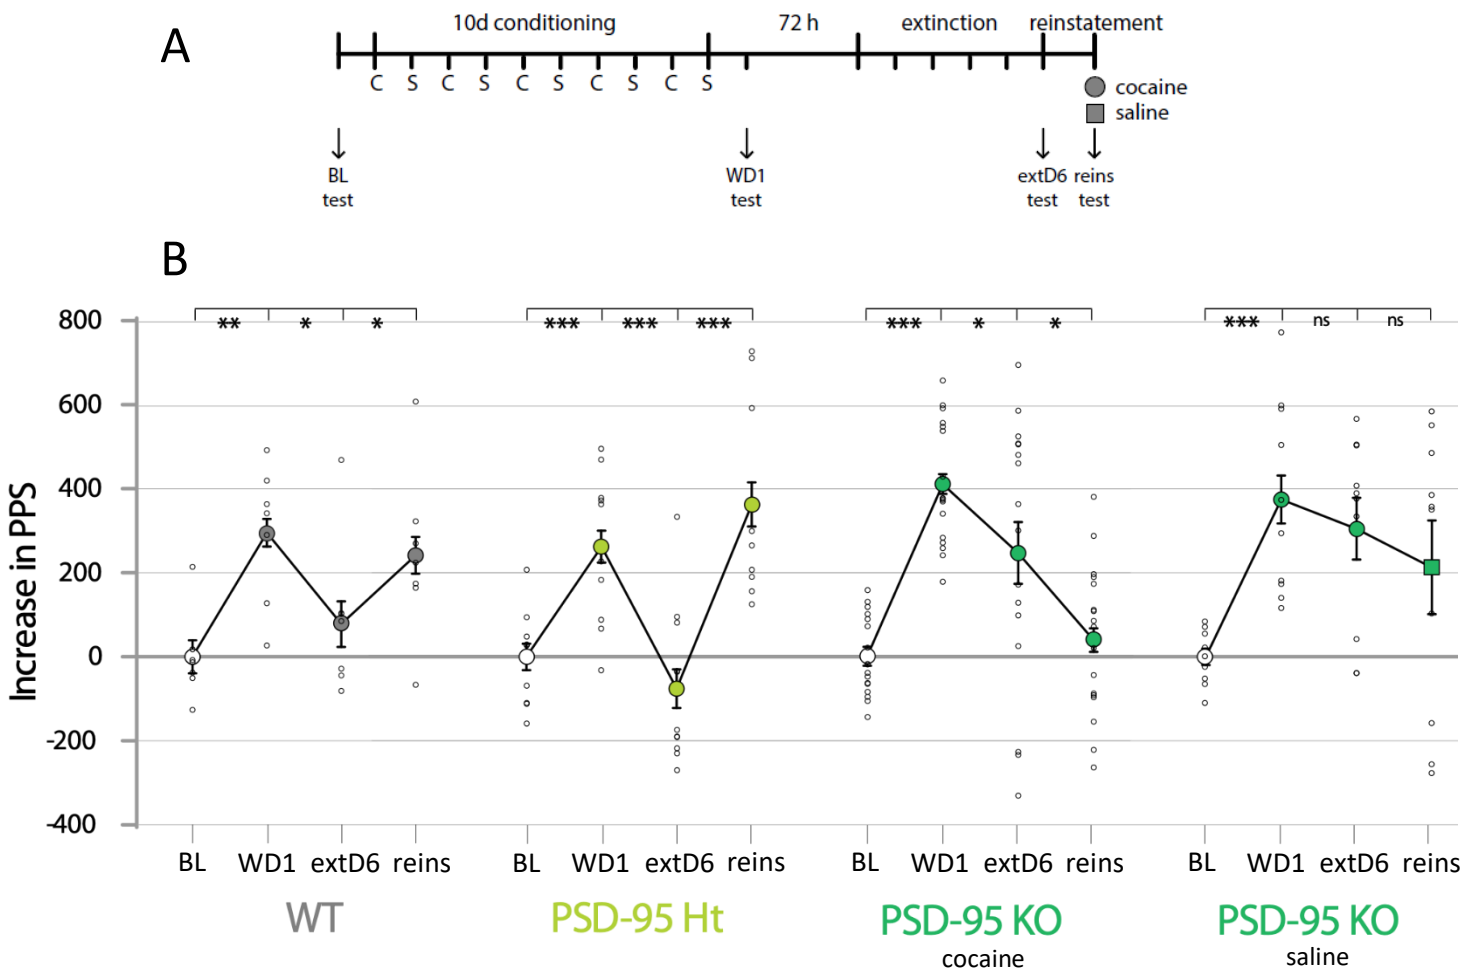 A
10d conditioning 72 h extinction reinstatement
C S C S C S C S C S
cocaine
saline
BL test
WD1 test
extD6 test
reins test
B
Increase in PPS
800
600
400
200
0
-200
-400
** * *
*** *** ***
*** * *
*** ns ns
BL WD1 extD6 reins
BL WD1 extD6 reins
BL WD1 extD6 reins
BL WD1 extD6 reins
WT
PSD-95 Ht
PSD-95 KO
cocaine
PSD-95 KO
saline